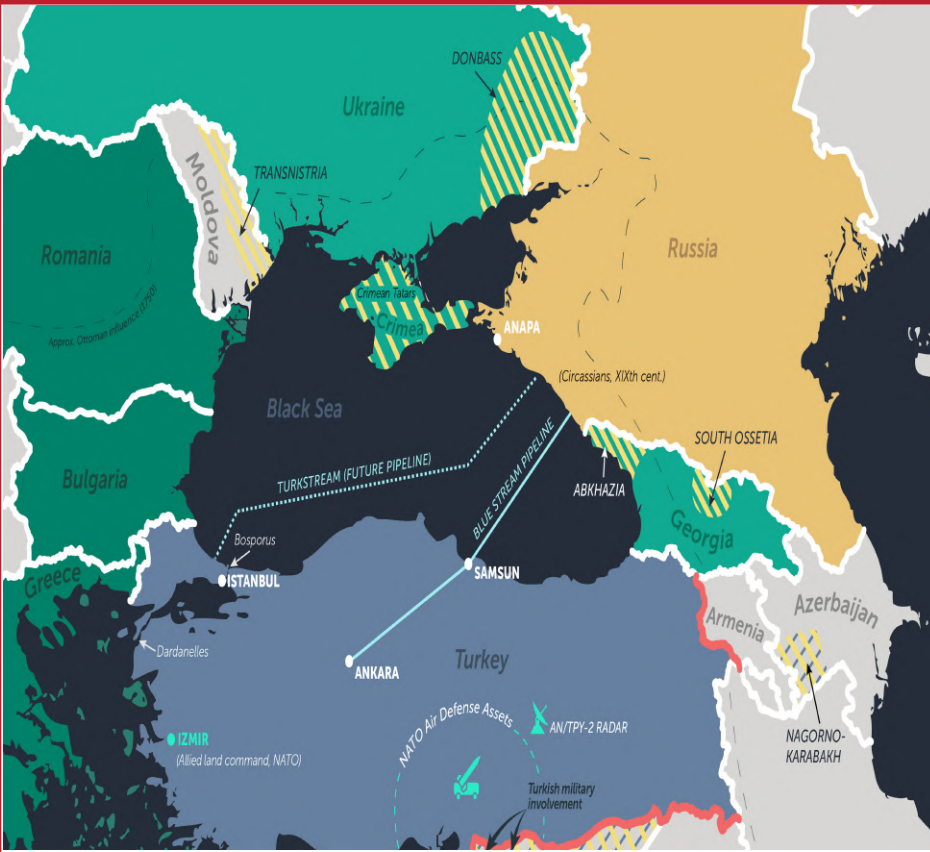 DONBASS
Ukraine
Moldova
TRANSNISTRIA
Romania
Approx. Ottoman influence (1790)
Russia
Crimean Tatars
Crimea
ANAPA
(Circassians, XIXth cent.)
Black Sea
Bulgaria
TURKSTREAM (FUTURE PIPELINE)
BLUE STREAM PIPELINE
SOUTH OSSETIA
ABKHAZIA
Georgia
Bosporus
ISTANBUL
SAMSUN
Greece
Armenia
Azerbaijan
Dardanelles
ANKARA
Turkey
NATO Air Defense Assets
AN/TPY-2 RADAR
IZMIR
(Allied land command, NATO)
NAGORNO-
KARABAKH
Turkish military
involvement